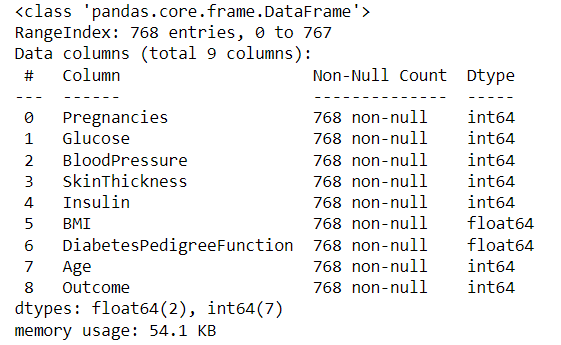 <class 'pandas.core.frame.DataFrame'>
RangeIndex: 768 entries, 0 to 767
Data columns (total 9 columns):
 #   Column                    Non-Null Count  Dtype
---  ------                    --------------  -----
 0   Pregnancies               768 non-null    int64
 1   Glucose                   768 non-null    int64
 2   BloodPressure             768 non-null    int64
 3   SkinThickness             768 non-null    int64
 4   Insulin                   768 non-null    int64
 5   BMI                       768 non-null    float64
 6   DiabetesPedigreeFunction  768 non-null    float64
 7   Age                       768 non-null    int64
 8   Outcome                   768 non-null    int64
dtypes: float64(2), int64(7)
memory usage: 54.1 KB